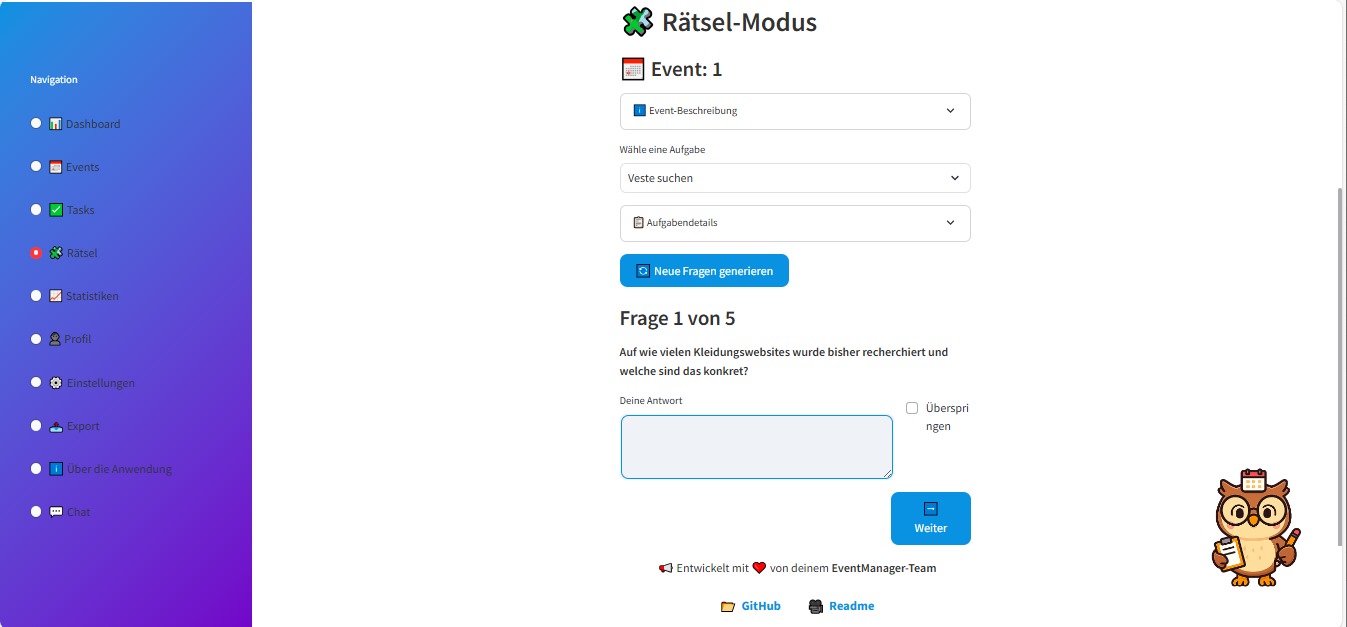 Navigation
Dashboard
Events
Tasks
Rätsel
Statistiken
Profil
Einstellungen
Export
Über die Anwendung
Chat
Rätsel-Modus
Event: 1
Event-Beschreibung
Wähle eine Aufgabe
Veste suchen
Aufgabendetails
Neue Fragen generieren
Frage 1 von 5
Auf wie vielen Kleidungswebsites wurde bisher recherchiert und
welche sind das konkret?
Deine Antwort
Überspri
ngen
Weiter
Entwickelt mit ❤ von deinem EventManager-Team
GitHub Readme